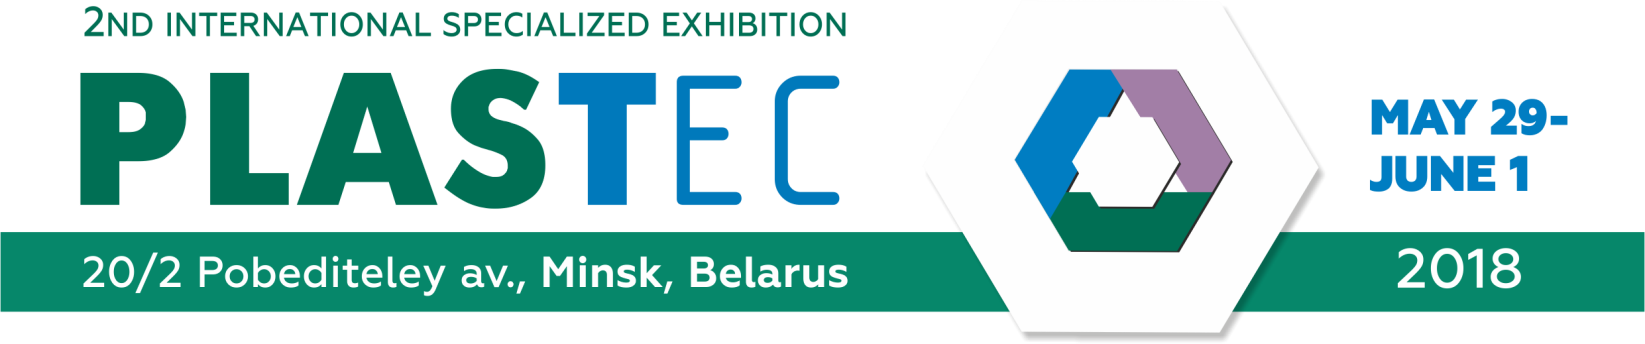 2ND INTERNATIONAL SPECIALIZED EXHIBITION
PLASTEC
20/2 Pobediteley av., Minsk, Belarus
MAY 29-
JUNE 1
2018